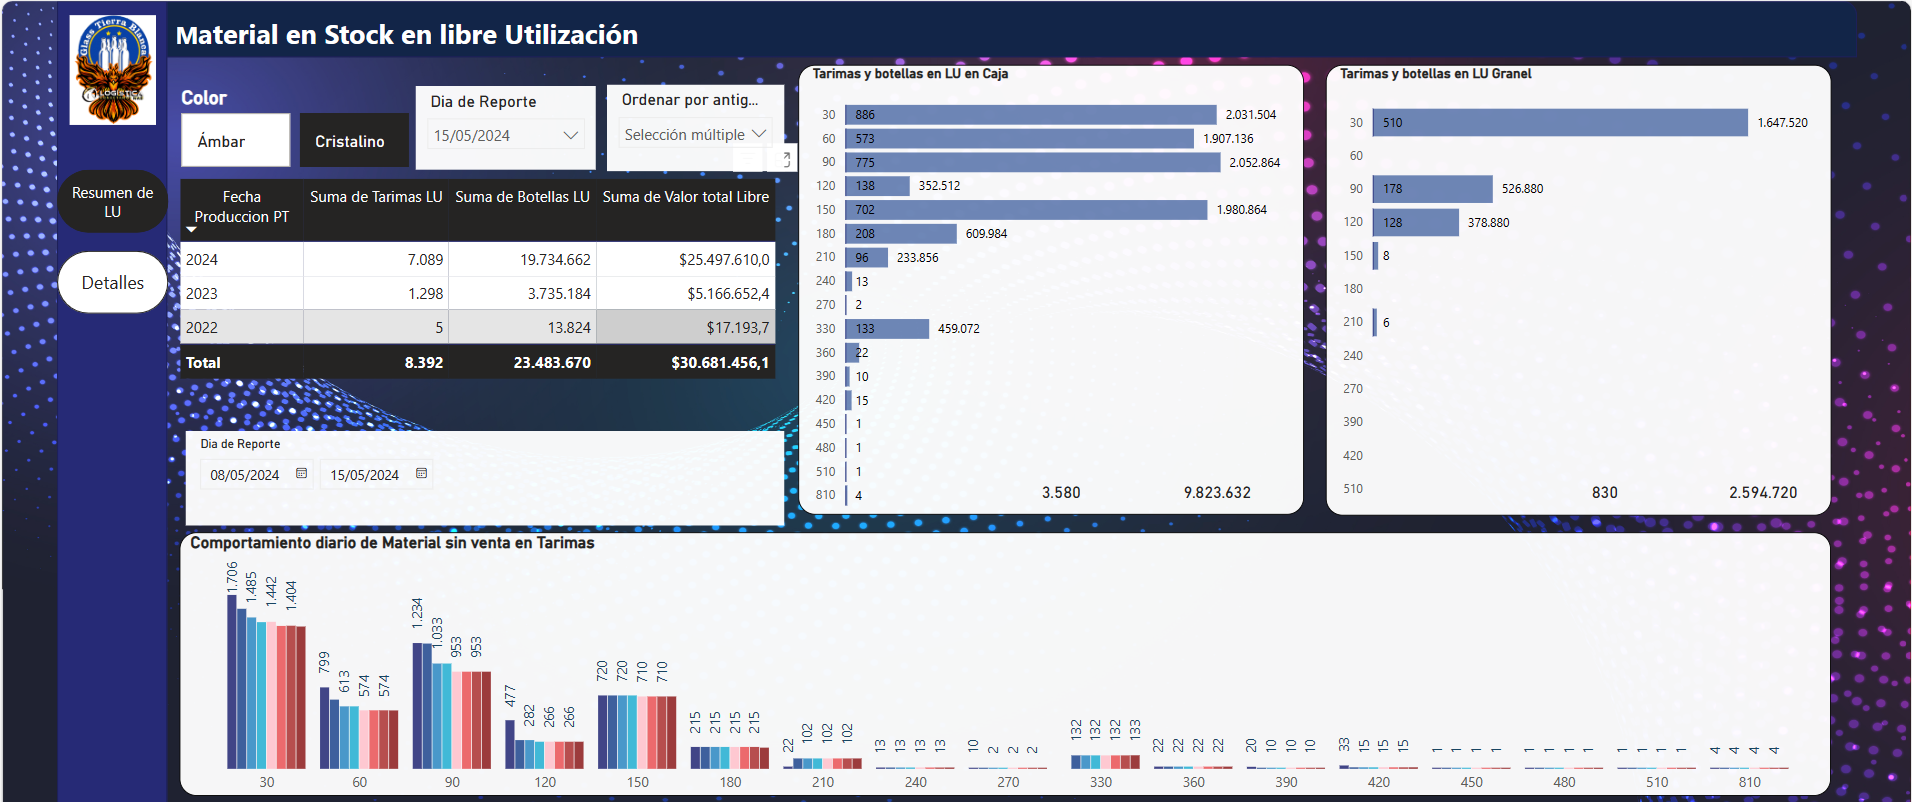 Glass Tierra Blanca
LOGISTIC
Material en Stock en libre Utilización
Resumen de
LU
Detalles
Color
Ámbar
Cristalino
Dia de Reporte
15/05/2024
Ordenar por antig...
Selección múltiple
Fecha
Produccion PT
Suma de Tarimas LU
Suma de Botellas LU
Suma de Valor total Libre
2024 7.089 19.734.662 $25.497.610,0
2023 1.298 3.735.184 $5.166.652,4
2022 5 13.824 $17.193,7
Total 8.392 23.483.670 $30.681.456,1
Dia de Reporte
08/05/2024 15/05/2024
Tarimas y botellas en LU en Caja
30 886 2.031.504
60 573 1.907.136
90 775 2.052.864
120 138 352.512
150 702 1.980.864
180 208 609.984
210 96 233.856
240 13
270 2
330 133 459.072
360 22
390 10
420 15
450 1
480 1
510 1
810 4
3.580 9.823.632
Tarimas y botellas en LU Granel
30 510 1.647.520
60
90 178 526.880
120 128 378.880
150 8
180
210 6
240
270
390
420
510
830 2.594.720
Comportamiento diario de Material sin venta en Tarimas
1.706 1.485 1.442 1.404
799 613 574 574
1.234 1.033 953 953
477 282 266 266
720 720 710 710
215 215 215 215
22 102 102 102
13 13 13 13
10 2 2 2
132 132 132 133
22 22 22 22
20 10 10 10
33 15 15 15
1 1 1 1
1 1 1 1
1 1 1 1
4 4 4 4
30 60 90 120 150 180 210 240 270 330 360 390 420 450 480 510 810